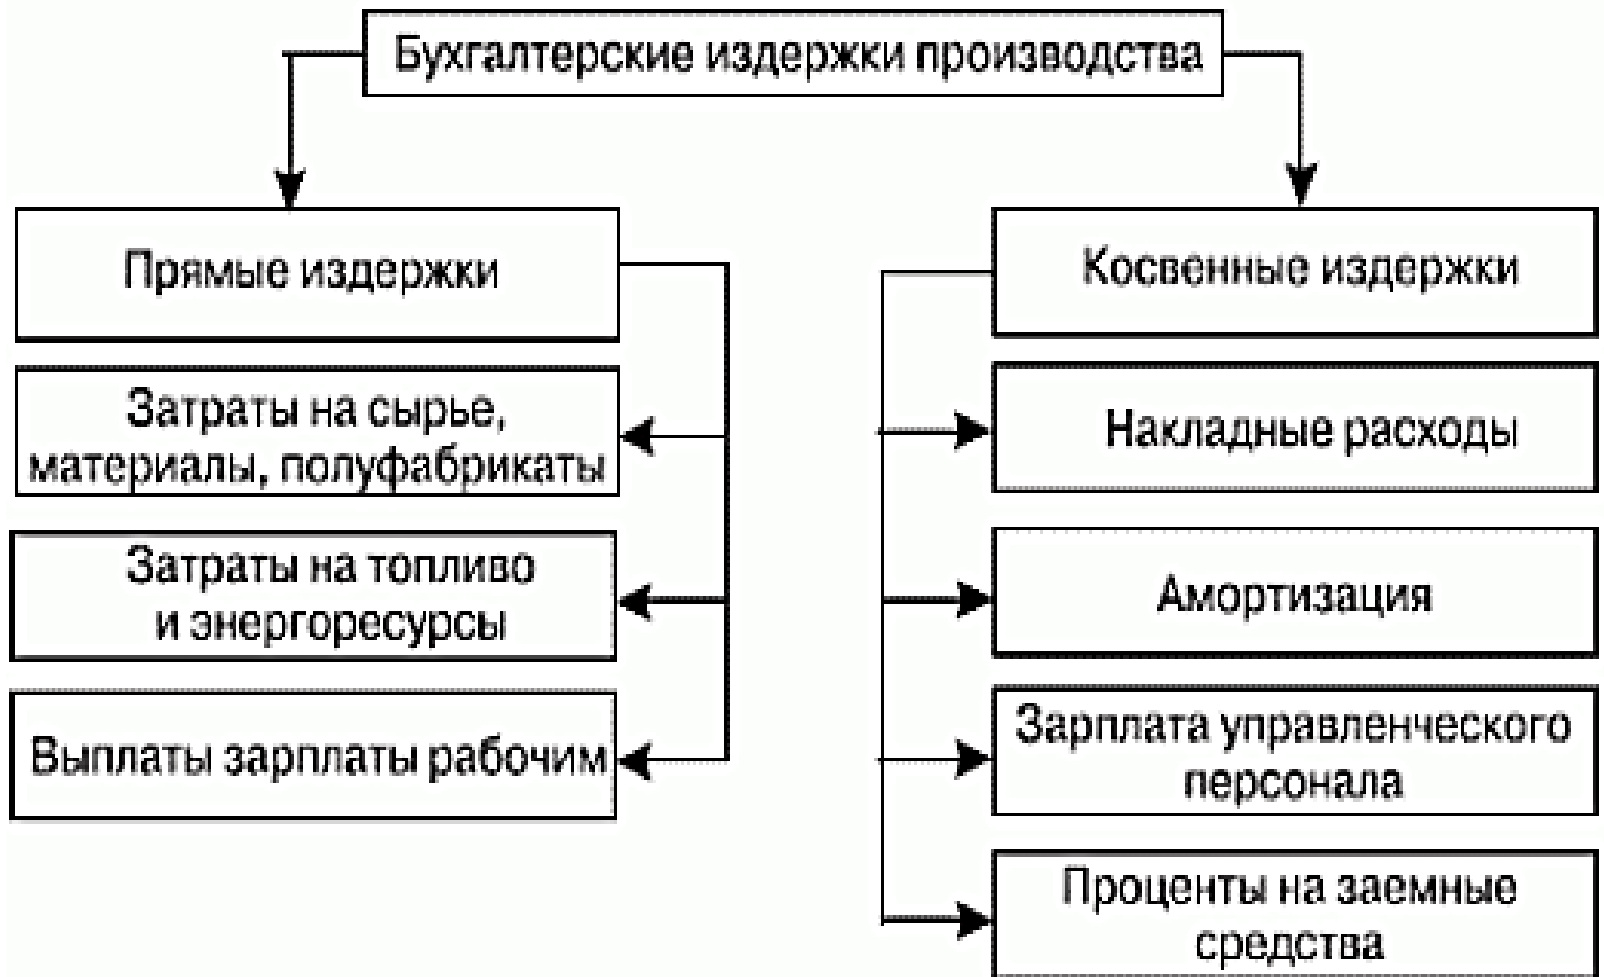 Бухгалтерские издержки производства
Прямые издержки
Затраты на сырье,
материалы, полуфабрикаты
Затраты на топливо
и энергоресурсы
Выплаты зарплаты рабочим
Косвенные издержки
Накладные расходы
Амортизация
Зарплата управленческого
персонала
Проценты на заемные
средства